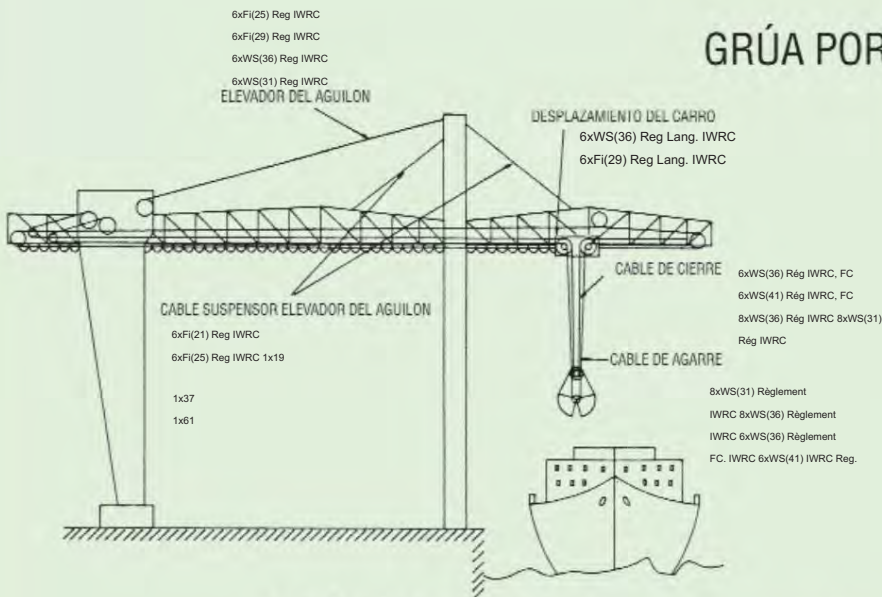 6xFi(25) Reg IWRC
6xFi(29) Reg IWRC
6xWS(36) Reg IWRC
6xWS(31) Reg IWRC
ELEVADOR DEL AGUILON
GRÚA POR
DESPLAZAMIENTO DEL CARRO
6xWS(36) Reg Lang. IWRC
6xFi(29) Reg Lang. IWRC
CABLE DE CIERRE
6xWS(36) Rég IWRC, FC
6xWS(41) Rég IWRC, FC
8xWS(36) Rég IWRC 8xWS(31)
Rég IWRC
CABLE SUSPENSOR ELEVADOR DEL AGUILON
6xFi(21) Reg IWRC
6xFi(25) Reg IWRC 1x19
1x37
1x61
CABLE DE AGARRE
8xWS(31) Règlement
IWRC 8xWS(36) Règlement
IWRC 6xWS(36) Règlement
FC. IWRC 6xWS(41) IWRC Reg.